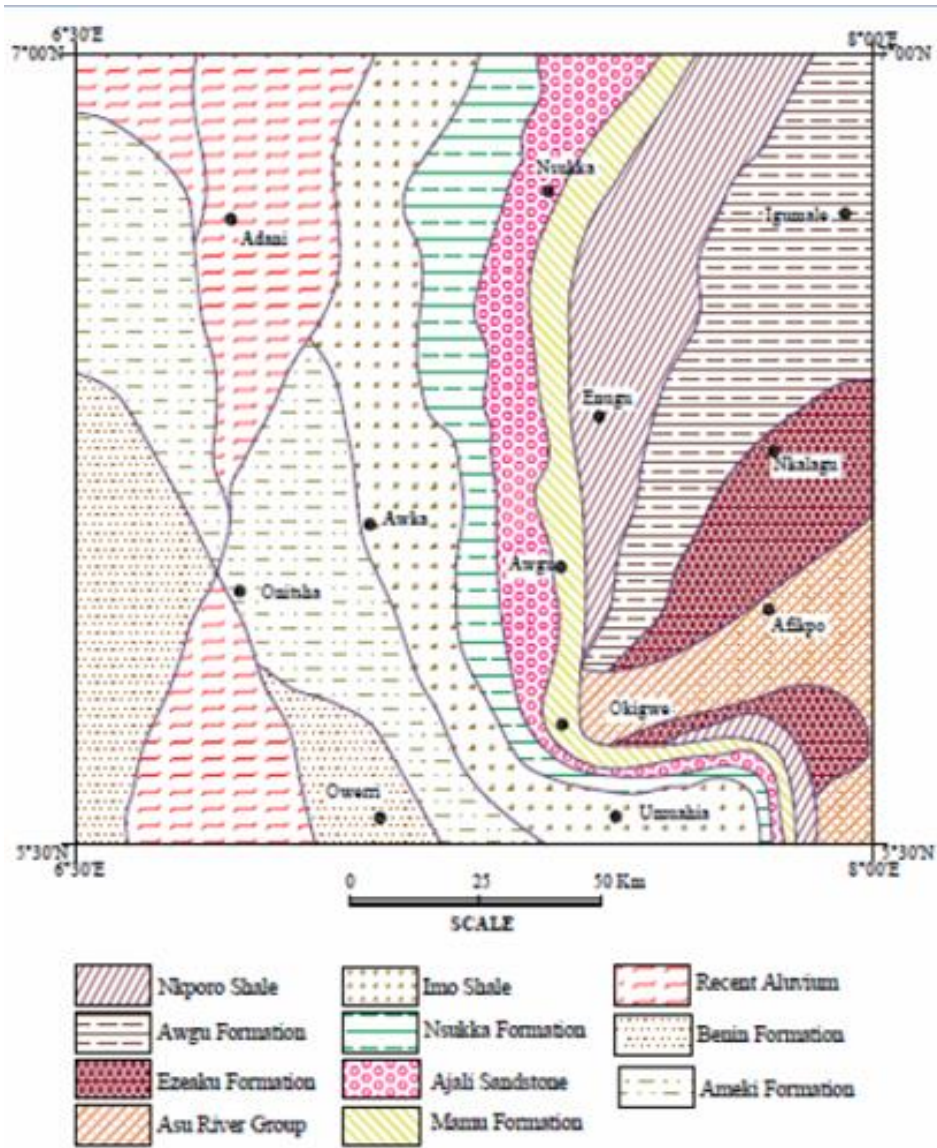 6°30'E
8°00'E
7°00'N
7°00'N
Nsukka
Igumale
Adani
Enugu
Nkalagu
Awka
Awgu
Onitsha
Afikpo
Okigwe
Owerri
Umuahia
5°30'N
5°30'N
6°30'E
8°00'E
0 25 50 Km
SCALE
Nkporo Shale
Imo Shale
Recent Aluvium
Awgu Formation
Nsukka Formation
Benin Formation
Ezeaku Formation
Ajali Sandstone
Ameki Formation
Asu River Group
Mamu Formation